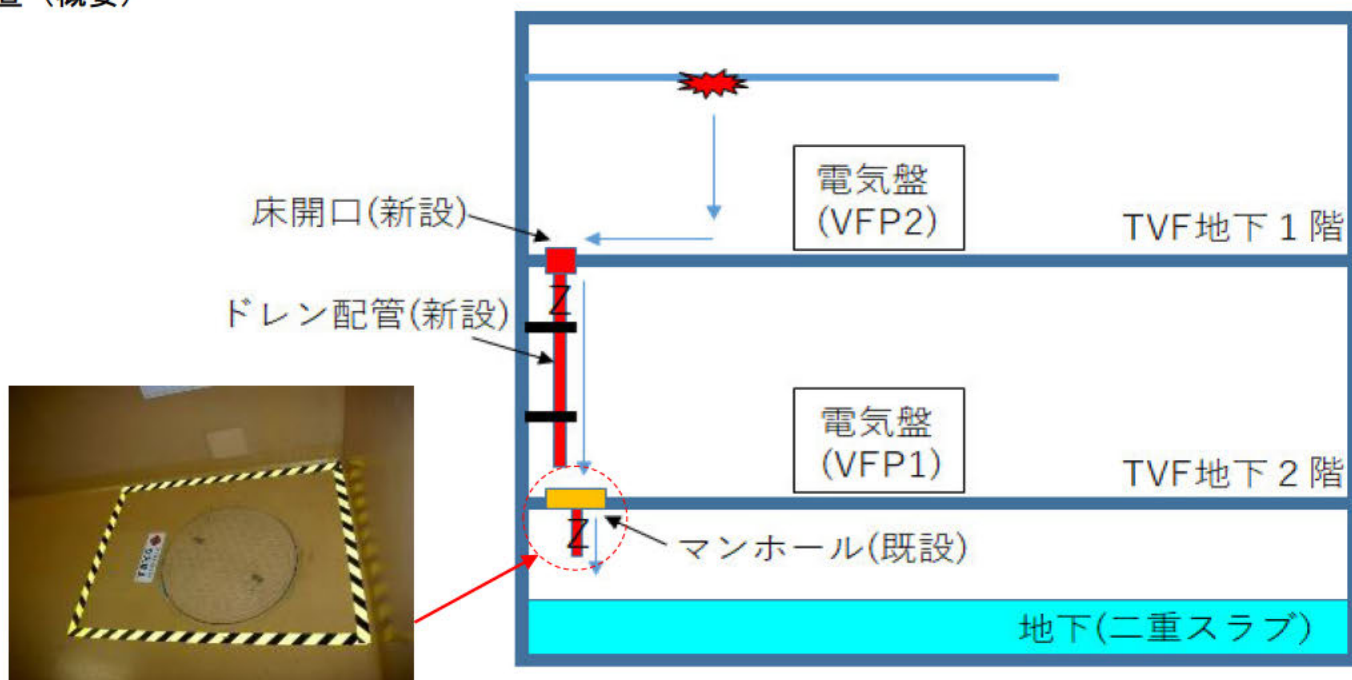 置（概要）
床開口(新設)
ドレン配管(新設)
電気盤
(VFP2)
TVF地下１階
電気盤
(VFP1)
TVF地下２階
マンホール(既設)
地下(二重スラブ)